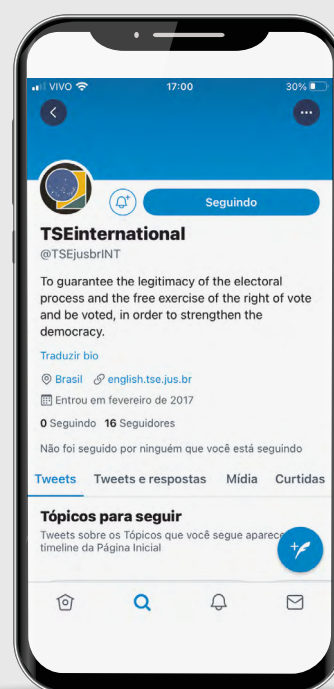 VIVO 17:00 30%
Seguindo
TSEinternational
@TSEjusbrINT
To guarantee the legitimacy of the electoral
process and the free exercise of the right of vote
and be voted, in order to strengthen the
democracy.
Traduzir bio
Brasil english.tse.jus.br
Entrou em fevereiro de 2017
0 Seguindo 16 Seguidores
Não foi seguido por ninguém que você está seguindo
Tweets Tweets e respostas Mídia Curtidas
Tópicos para seguir
Tweets sobre os Tópicos que você segue aparece
timeline da Página Inicial